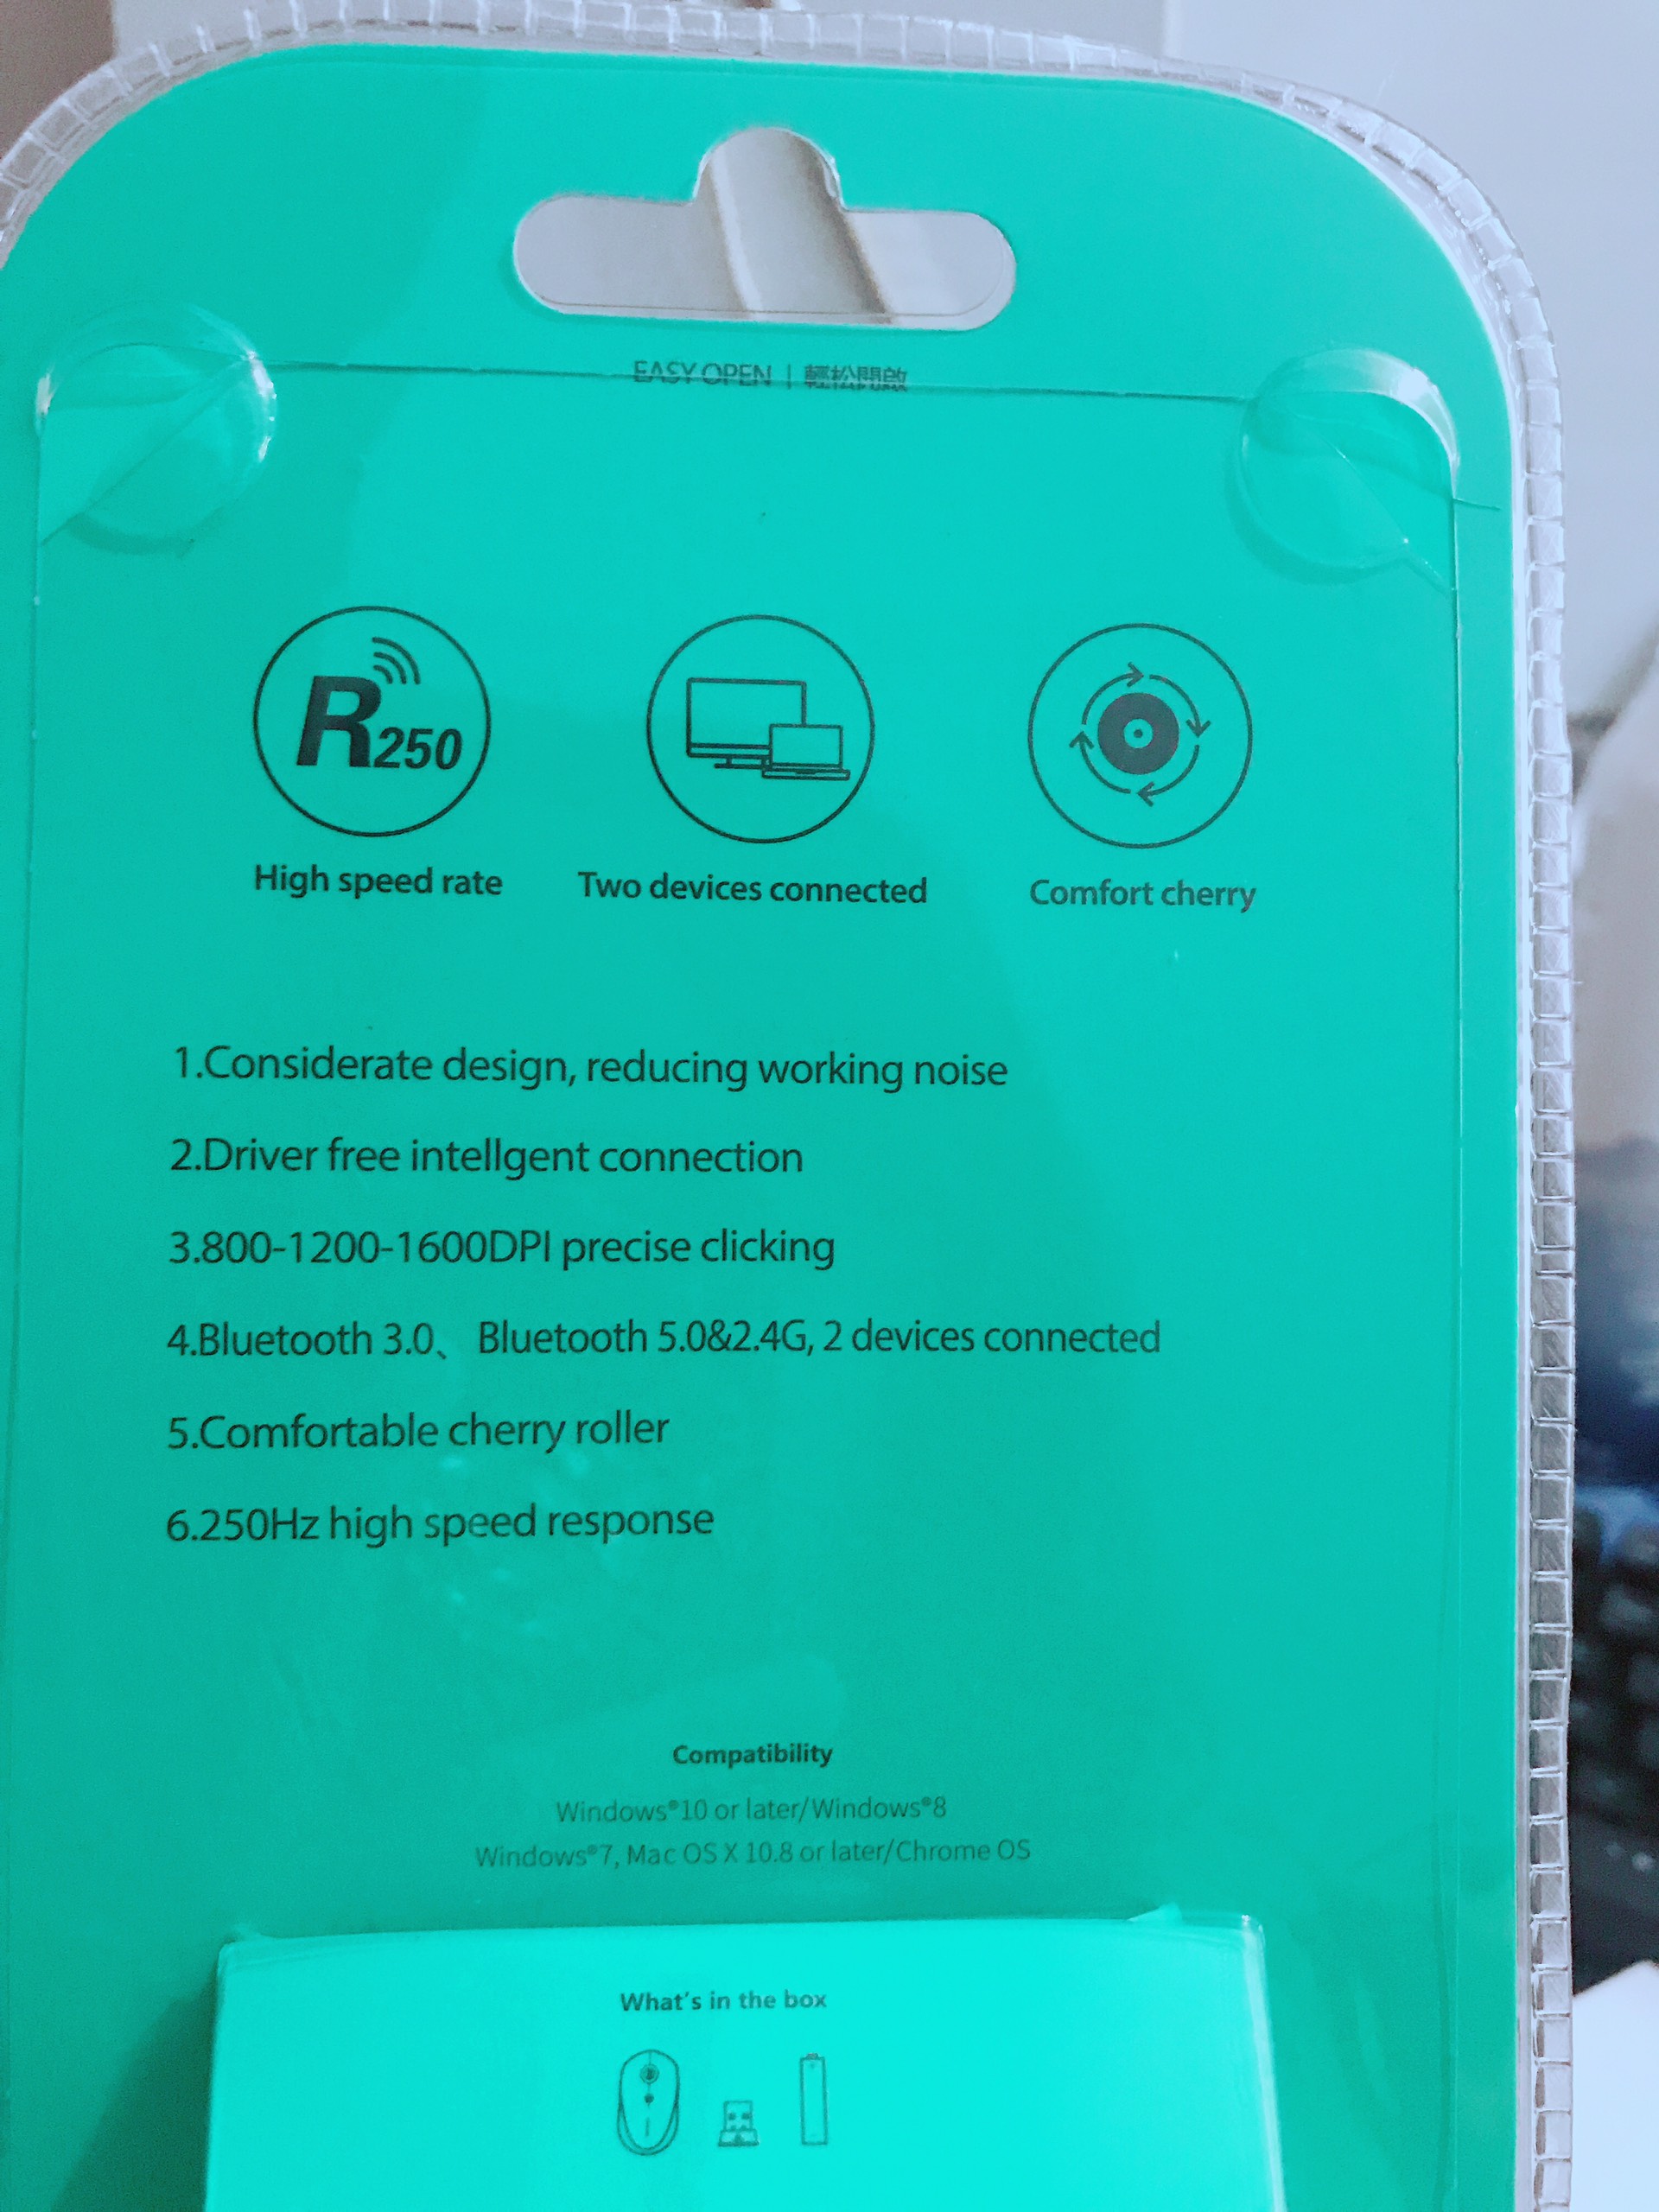 EASY OPEN | 輕松開啟
R250
High speed rate
Two devices connected
Comfort cherry
1.Considerate design, reducing working noise
2.Driver free intellgent connection
3.800-1200-1600DPI precise clicking
4.Bluetooth 3.0、 Bluetooth 5.0&2.4G, 2 devices connected
5.Comfortable cherry roller
6.250Hz high speed response
Compatibility
Windows®10 or later/Windows®8
Windows®7, Mac OS X 10.8 or later/Chrome OS
What's in the box